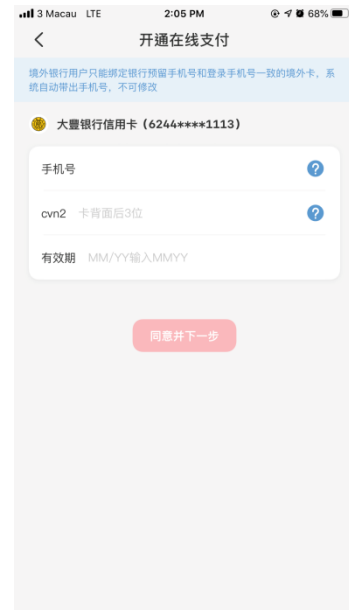 3 Macau LTE 2:05 PM 68%
开通在线支付
境外银行用户只能绑定银行预留手机号和登录手机号一致的境外卡，系
统自动带出手机号，不可修改
大豐银行信用卡（6244****1113）
手机号 ?
cvn2 卡背面后3位 ?
有效期 MM/YY输入MMYY
同意并下一步